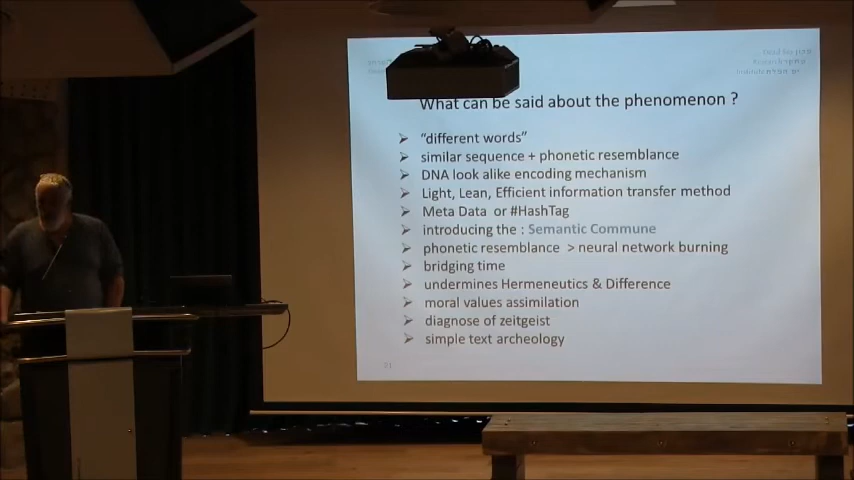 What can be said about the phenomenon ?
"different words"
similar sequence + phonetic resemblance
DNA look alike encoding mechanism
Light, Lean, Efficient information transfer method
Meta Data or #HashTag
introducing the : Semantic Commune
phonetic resemblance > neural network burning
bridging time
undermines Hermeneutics & Difference
moral values assimilation
diagnose of zeitgeist
simple text archeology